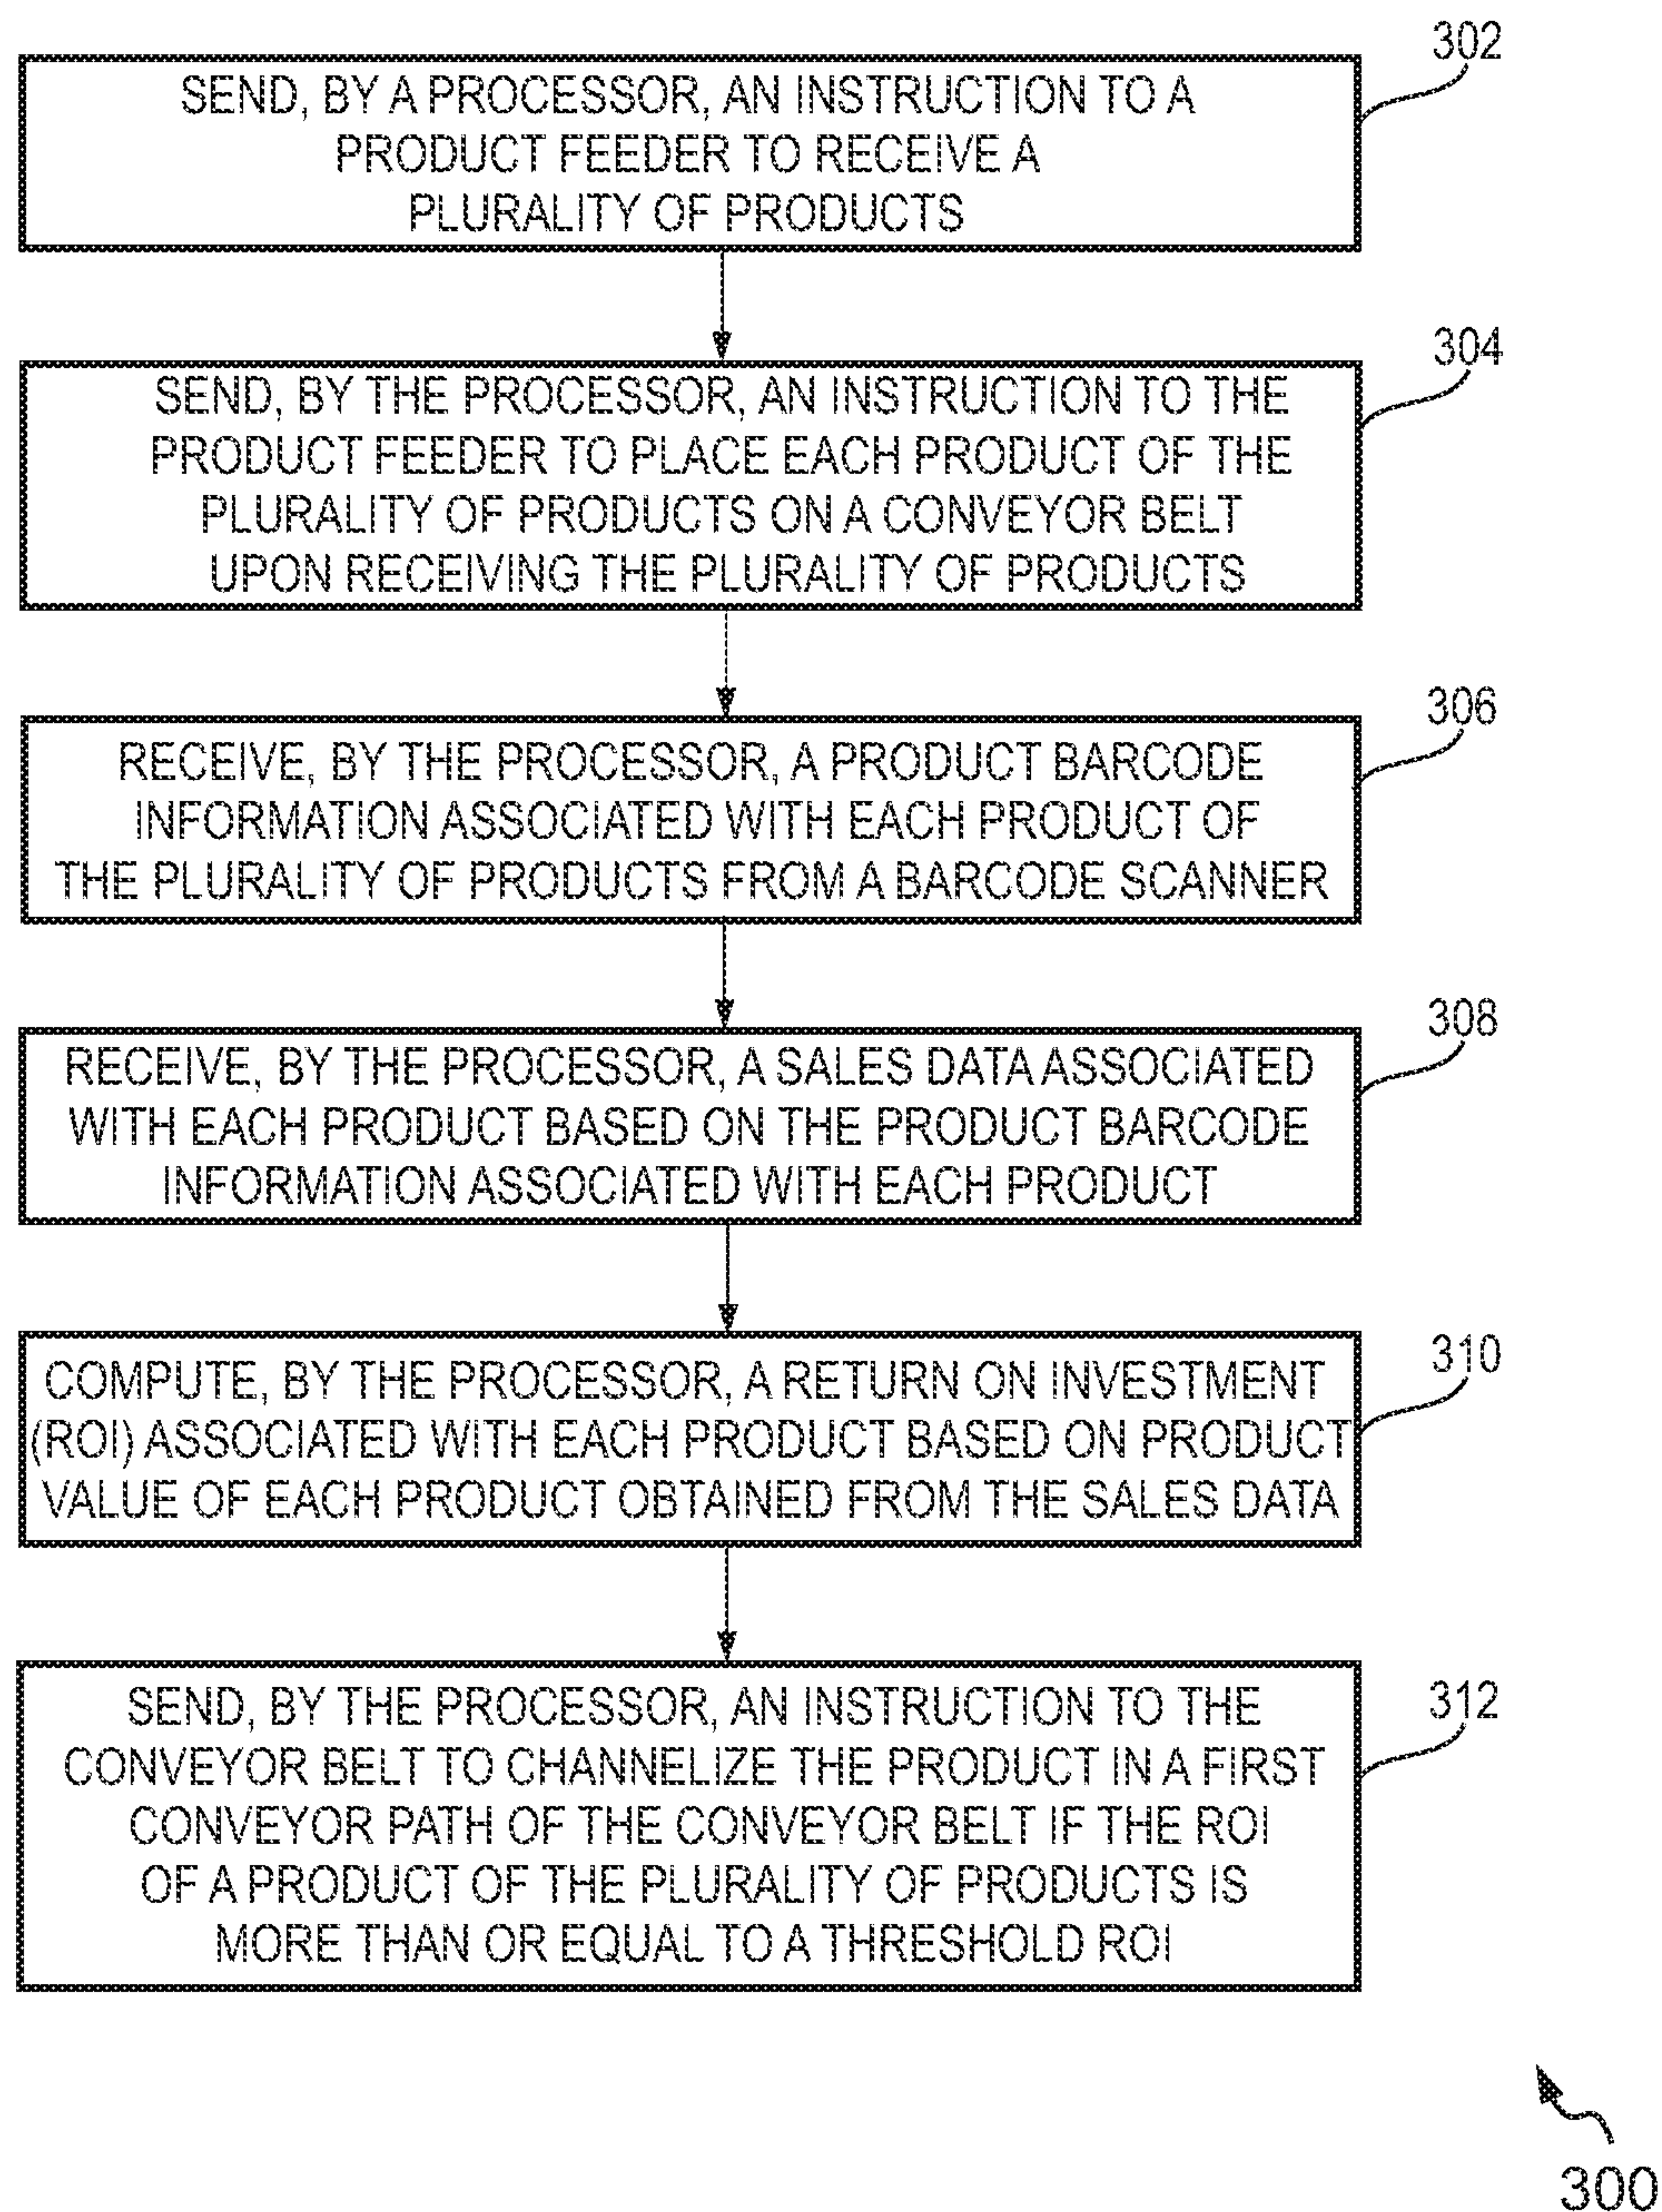 302
SEND, BY A PROCESSOR, AN INSTRUCTION TO A
PRODUCT FEEDER TO RECEIVE A
PLURALITY OF PRODUCTS
304
SEND, BY THE PROCESSOR, AN INSTRUCTION TO THE
PRODUCT FEEDER TO PLACE EACH PRODUCT OF THE
PLURALITY OF PRODUCTS ON A CONVEYOR BELT
UPON RECEIVING THE PLURALITY OF PRODUCTS
306
RECEIVE, BY THE PROCESSOR, A PRODUCT BARCODE
INFORMATION ASSOCIATED WITH EACH PRODUCT OF
THE PLURALITY OF PRODUCTS FROM A BARCODE SCANNER
308
RECEIVE, BY THE PROCESSOR, A SALES DATA ASSOCIATED
WITH EACH PRODUCT BASED ON THE PRODUCT BARCODE
INFORMATION ASSOCIATED WITH EACH PRODUCT
310
COMPUTE, BY THE PROCESSOR, A RETURN ON INVESTMENT
(ROI) ASSOCIATED WITH EACH PRODUCT BASED ON PRODUCT
VALUE OF EACH PRODUCT OBTAINED FROM THE SALES DATA
312
SEND, BY THE PROCESSOR, AN INSTRUCTION TO THE
CONVEYOR BELT TO CHANNELIZE THE PRODUCT IN A FIRST
CONVEYOR PATH OF THE CONVEYOR BELT IF THE ROI
OF A PRODUCT OF THE PLURALITY OF PRODUCTS IS
MORE THAN OR EQUAL TO A THRESHOLD ROI
300